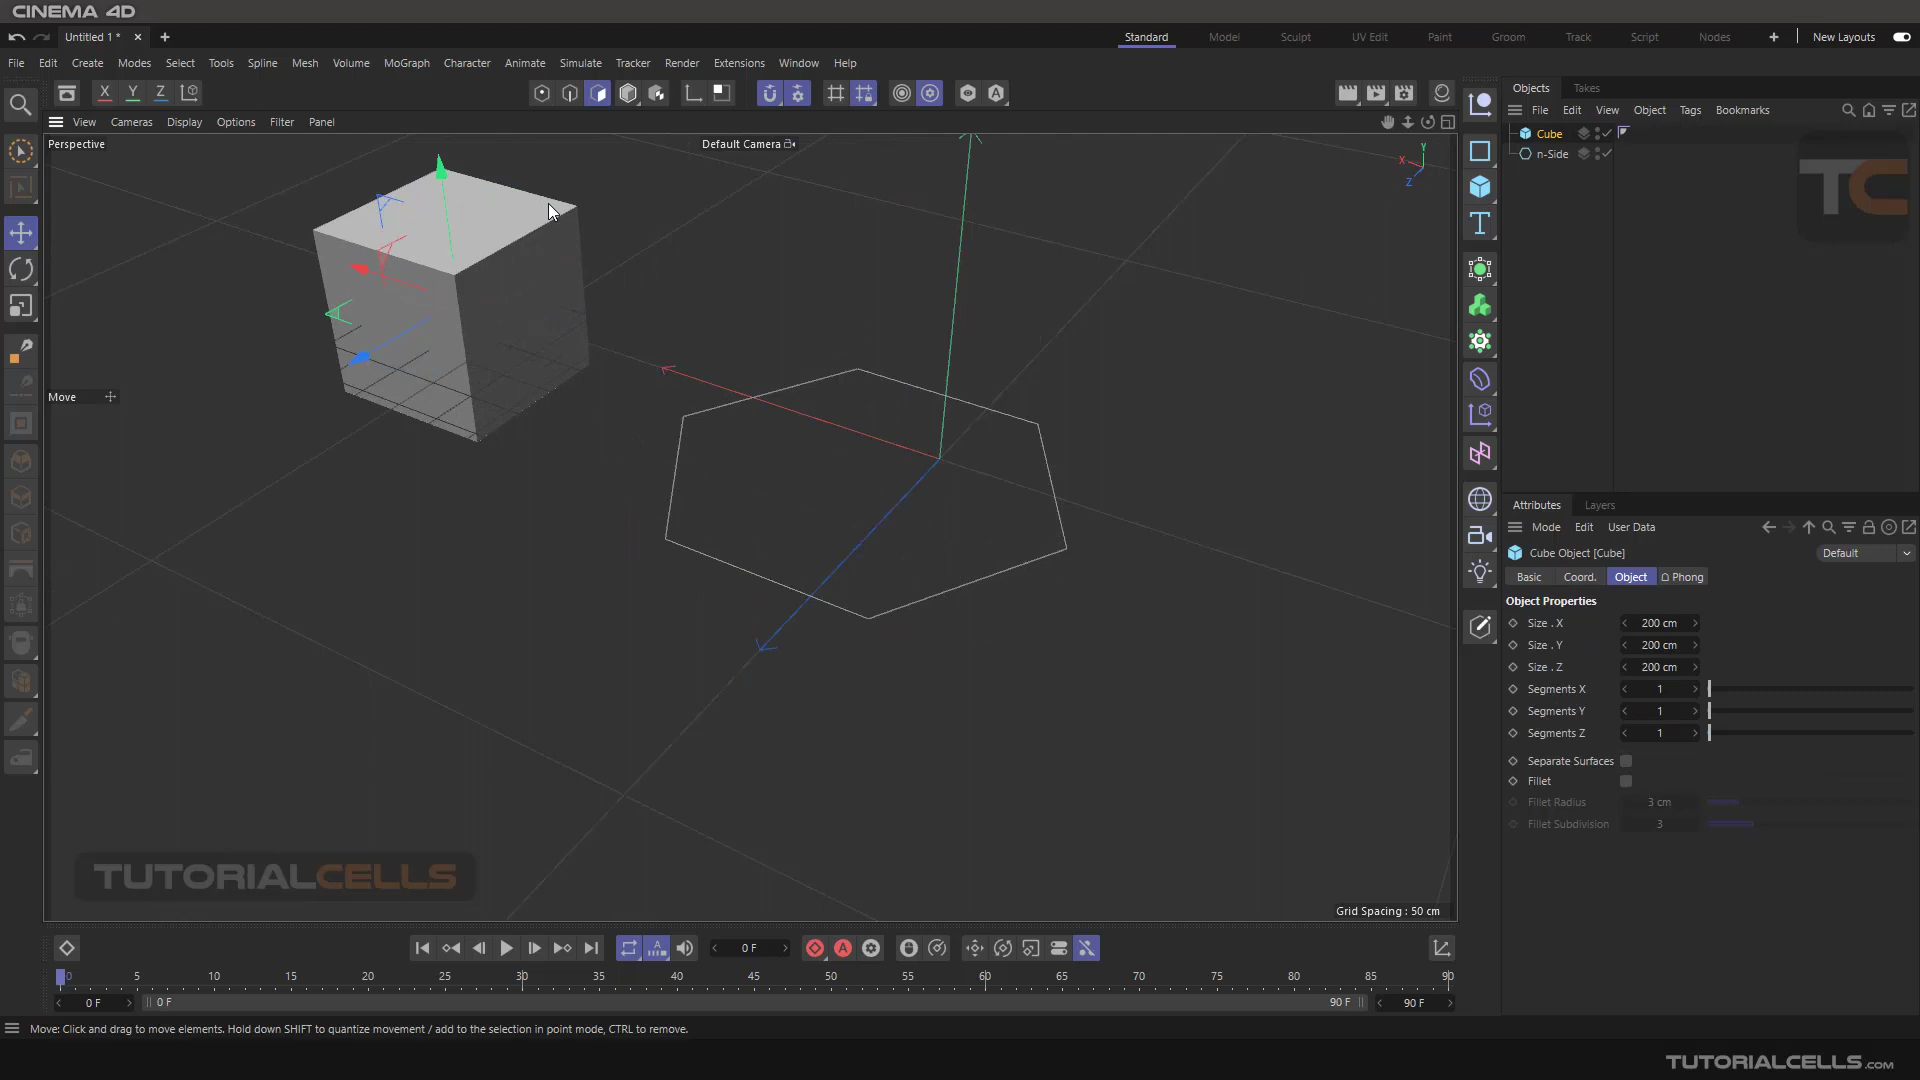 CINEMA 4D
Untitled 1 *
Standard Model Sculpt UV Edit Paint Groom Track Script Nodes New Layouts
File Edit Create Modes Select Tools Spline Mesh Volume MoGraph Character Animate Simulate Tracker Render Extensions Window Help
X Y Z
Objects Takes
File Edit View Object Tags Bookmarks
View Cameras Display Options Filter Panel
Perspective
Default Camera
Y
X
Z
Cube
n-Side
TC
Move
Attributes Layers
Mode Edit User Data
Cube Object [Cube] Default
Basic Coord. Object Phong
Object Properties
Size . X 200 cm
Size . Y 200 cm
Size . Z 200 cm
Segments X 1
Segments Y 1
Segments Z 1
Separate Surfaces
Fillet
Fillet Radius 3 cm
Fillet Subdivision 3
TUTORIALCELLS
Grid Spacing : 50 cm
0 F
0 5 10 15 20 25 30 35 40 45 50 55 60 65 70 75 80 85 90
0 F 0 F 90 F 90 F
Move: Click and drag to move elements. Hold down SHIFT to quantize movement / add to the selection in point mode, CTRL to remove.
TUTORIALCELLS.com